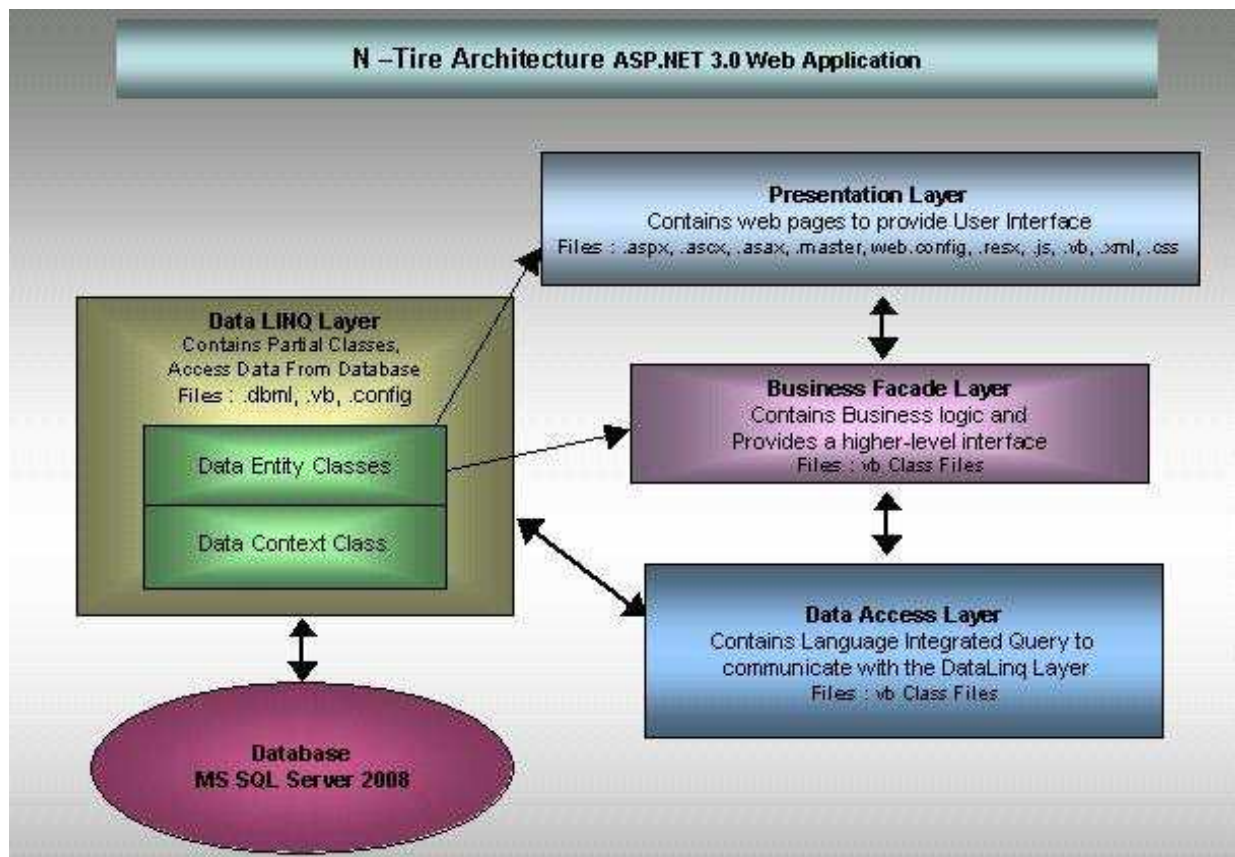 N –Tire Architecture ASP.NET 3.0 Web Application
Presentation Layer
Contains web pages to provide User Interface
Files : .aspx, .ascx, .asax, .master, web.config, .resx, .js, .vb, .xml, .css
Data LINQ Layer
Contains Partial Classes,
Access Data From Database
Files : .dbml, .vb, .config
Data Entity Classes
Data Context Class
Business Facade Layer
Contains Business logic and
Provides a higher-level interface
Files : vb Class Files
Data Access Layer
Contains Language Integrated Query to
communicate with the DataLinq Layer
Files : vb Class Files
Database
MS SQL Server 2008